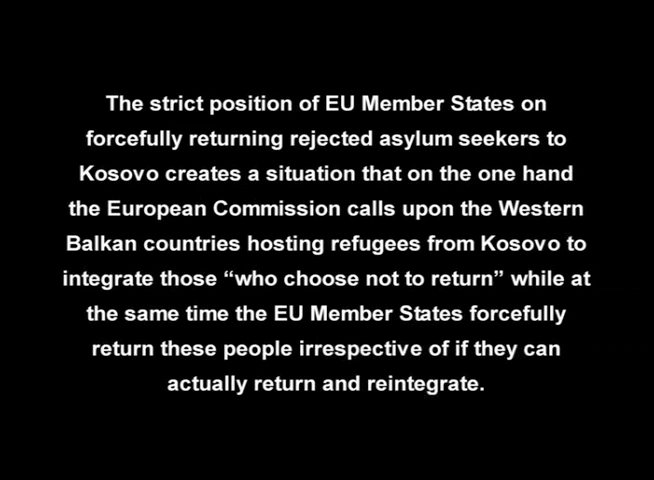 The strict position of EU Member States on
forcefully returning rejected asylum seekers to
Kosovo creates a situation that on the one hand
the European Commission calls upon the Western
Balkan countries hosting refugees from Kosovo to
integrate those “who choose not to return” while at
the same time the EU Member States forcefully
return these people irrespective of if they can
actually return and reintegrate.